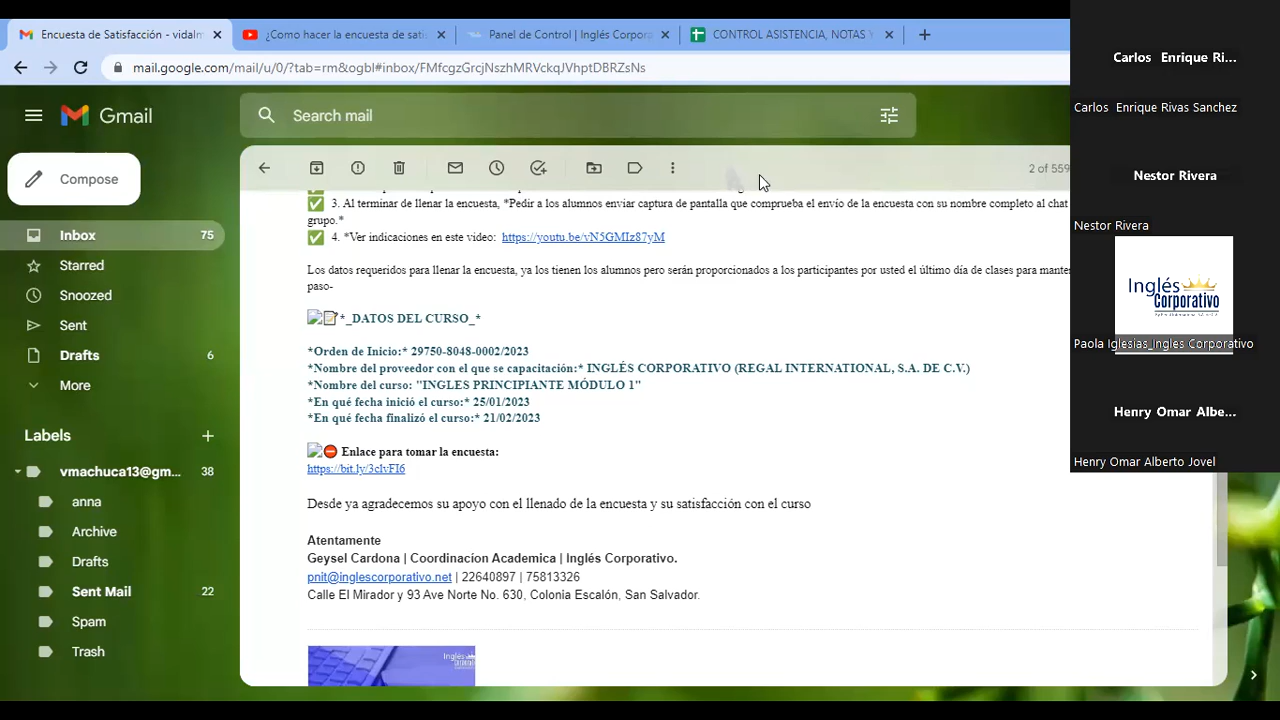 Encuesta de Satisfacción - vidalm
¿Como hacer la encuesta de sati
Panel de Control | Inglés Corpora
CONTROL ASISTENCIA, NOTAS Y
mail.google.com/mail/u/0/?tab=rm&ogbl#inbox/FMfcgzGrcjNszhMRVckqJVhptDBRZsNs
Gmail
Search mail
Compose
2 of 559
Inbox 75
Starred
Snoozed
Sent
Drafts 6
More
Labels
vmachuca13@gm... 38
anna
Archive
Drafts
Sent Mail 22
Spam
Trash
3. Al terminar de llenar la encuesta, *Pedir a los alumnos enviar captura de pantalla que comprueba el envío de la encuesta con su nombre completo al chat
grupo.*
4. *Ver indicaciones en este video: https://youtu.be/vN5GMIz87yM
Los datos requeridos para llenar la encuesta, ya los tienen los alumnos pero serán proporcionados a los participantes por usted el último día de clases para mantes
paso-
*_DATOS DEL CURSO_*
*Orden de Inicio:* 29750-8048-0002/2023
*Nombre del proveedor con el que se capacitación:* INGLÉS CORPORATIVO (REGAL INTERNATIONAL, S.A. DE C.V.)
*Nombre del curso: "INGLES PRINCIPIANTE MÓDULO 1"
*En qué fecha inició el curso:* 25/01/2023
*En qué fecha finalizó el curso:* 21/02/2023
Enlace para tomar la encuesta:
https://bit.ly/3clvFI6
Desde ya agradecemos su apoyo con el llenado de la encuesta y su satisfacción con el curso
Atentamente
Geysel Cardona | Coordinacíon Academica | Inglés Corporativo.
pnit@inglescorporativo.net | 22640897 | 75813326
Calle El Mirador y 93 Ave Norte No. 630, Colonia Escalón, San Salvador.
Inglés
Carlos Enrique Ri...
Carlos Enrique Rivas Sanchez
Nestor Rivera
Nestor Rivera
Inglés
Corporativo
Paola Iglesias_Ingles Corporativo
Henry Omar Albe...
Henry Omar Alberto Jovel